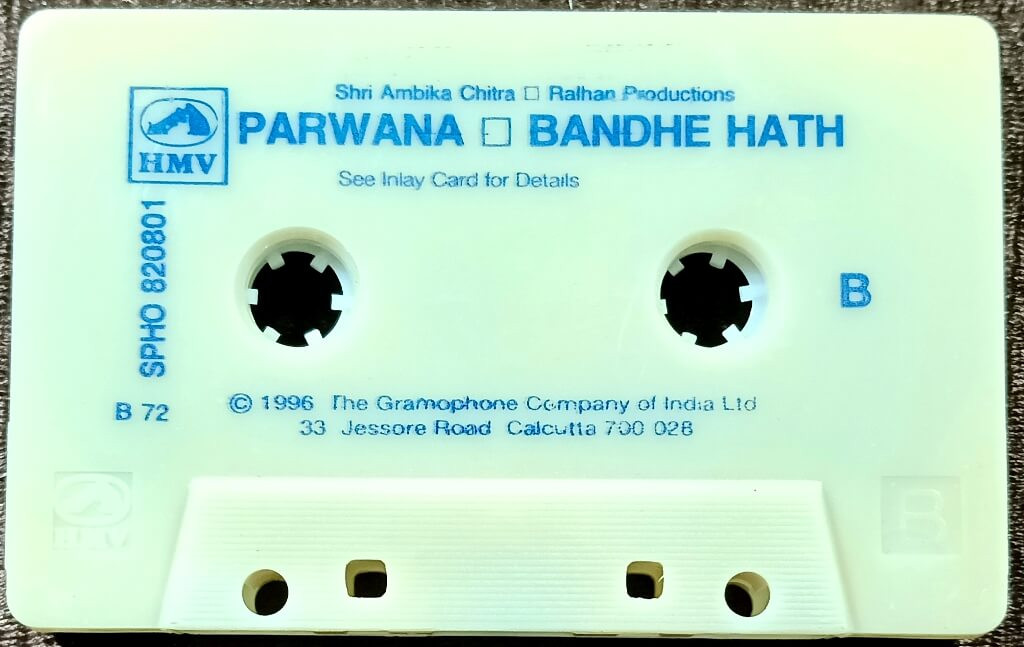 Shri Ambika Chitra □ Ralhan Productions
PARWANA □ BANDHE HATH
HMV
See Inlay Card for Details
SPHO 820801
B
B 72
© 1996 The Gramophone Company of India Ltd
33 Jessore Road Calcutta 700 028
HMV
B